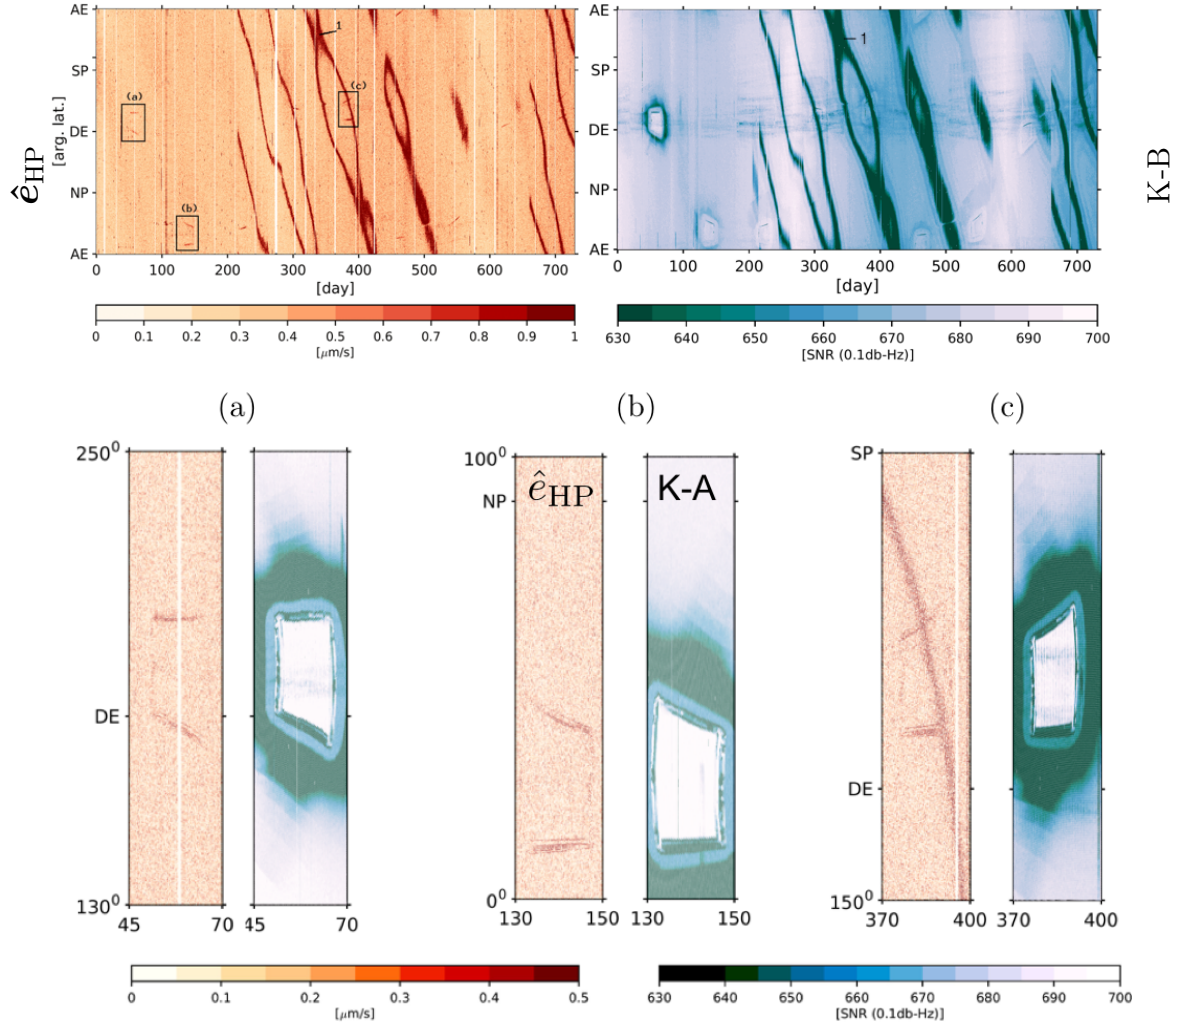 AE
SP
DE
NP
AE
[arg. lat.]
ê_HP
1
(a)
(b)
(c)
0 100 200 300 400 500 600 700
[day]
0 0.1 0.2 0.3 0.4 0.5 0.6 0.7 0.8 0.9 1
[μm/s]
AE
SP
DE
NP
AE
1
K-B
0 100 200 300 400 500 600 700
[day]
630 640 650 660 670 680 690 700
[SNR (0.1db-Hz)]
(a) (b) (c)
250⁰
DE
130⁰
45 70 45 70
100⁰
NP
0⁰
ê_HP K-A
130 150 130 150
SP
DE
150⁰
370 400 370 400
0 0.1 0.2 0.3 0.4 0.5
[μm/s]
630 640 650 660 670 680 690 700
[SNR (0.1db-Hz)]